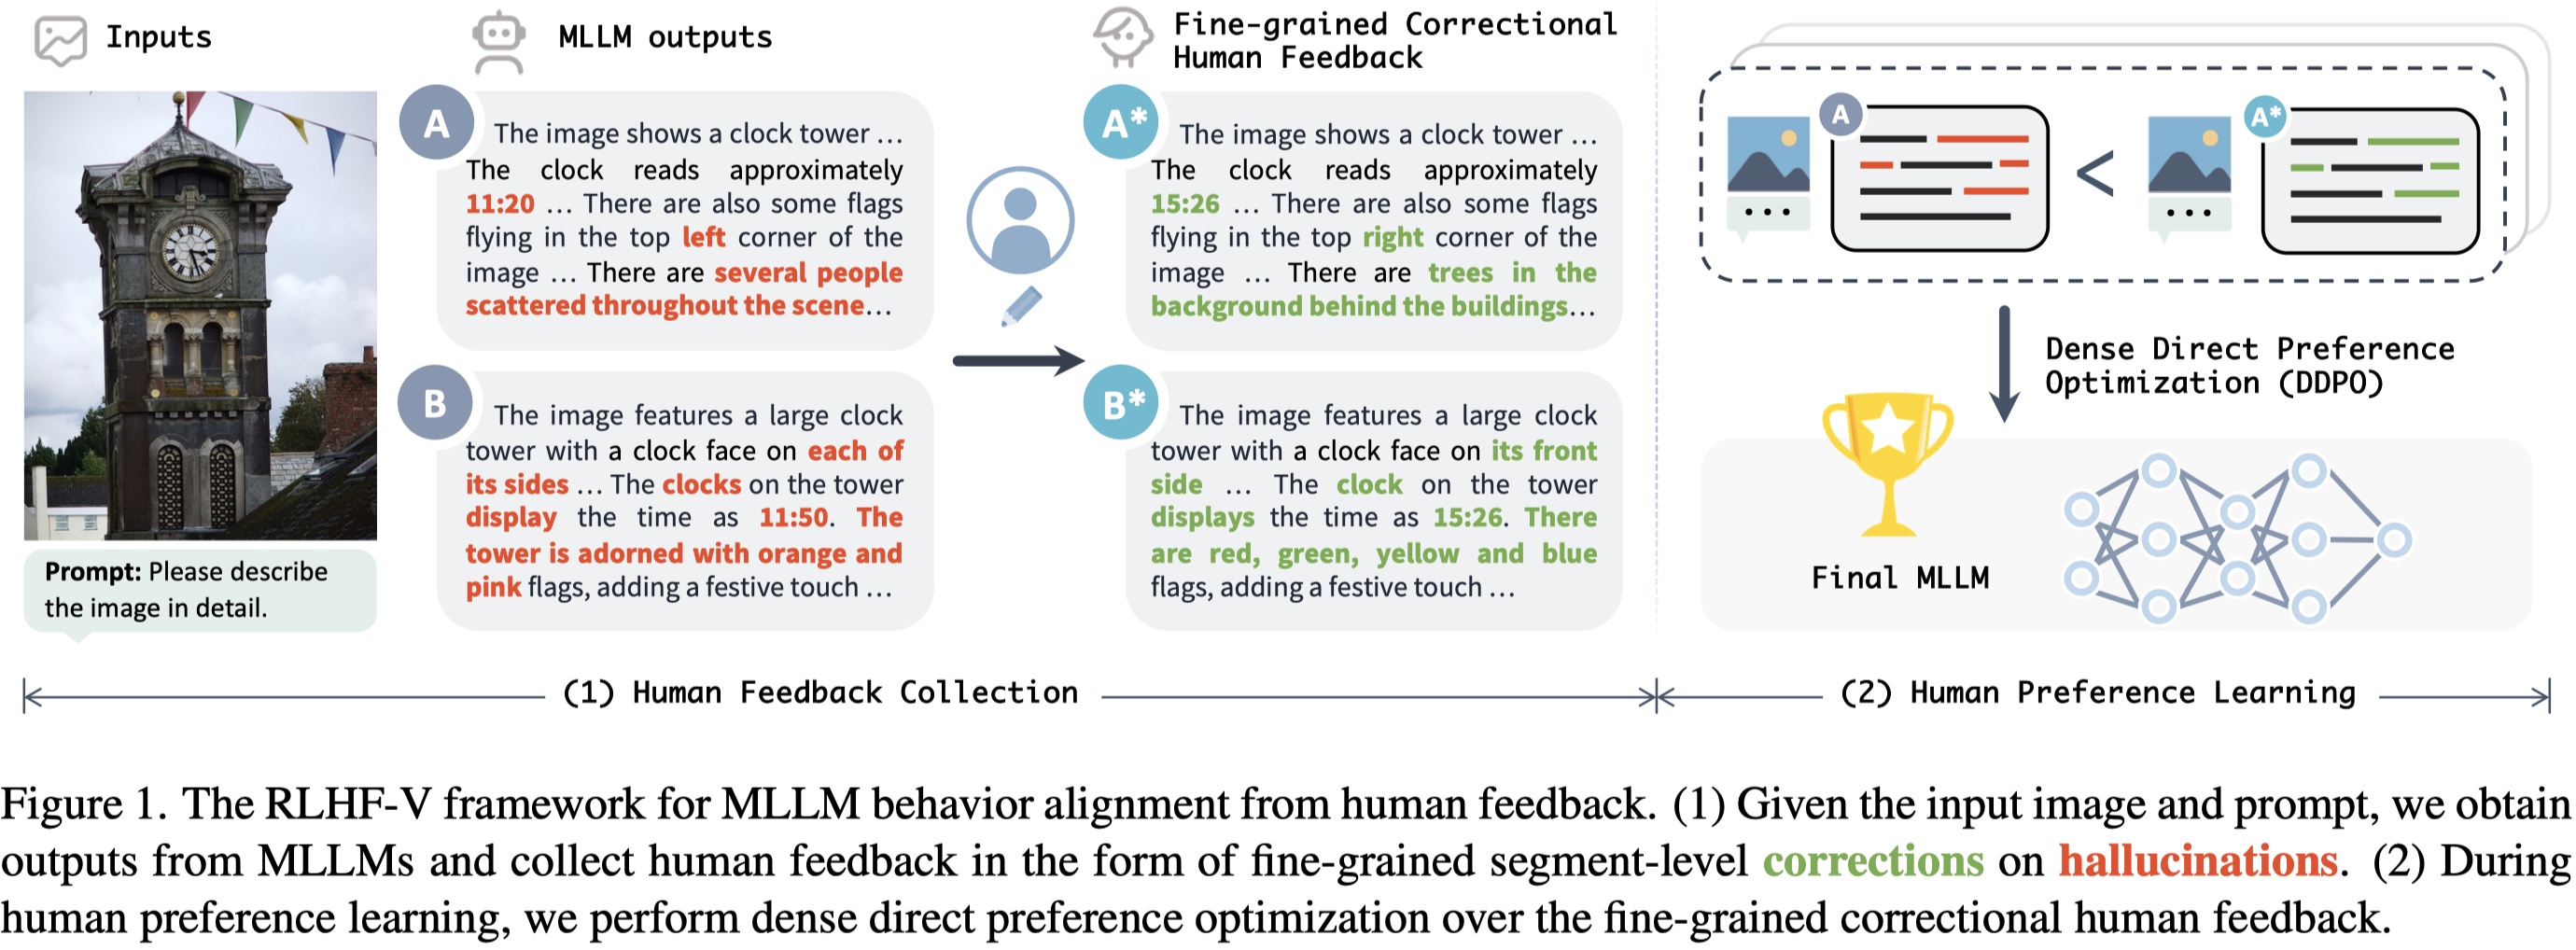 Inputs
MLLM outputs
Fine-grained Correctional
Human Feedback
A
The image shows a clock tower ...
The clock reads approximately
11:20 ... There are also some flags
flying in the top left corner of the
image ... There are several people
scattered throughout the scene...
B
The image features a large clock
tower with a clock face on each of
its sides ... The clocks on the tower
display the time as 11:50. The
tower is adorned with orange and
pink flags, adding a festive touch ...
A*
The image shows a clock tower ...
The clock reads approximately
15:26 ... There are also some flags
flying in the top right corner of the
image ... There are trees in the
background behind the buildings...
B*
The image features a large clock
tower with a clock face on its front
side ... The clock on the tower
displays the time as 15:26. There
are red, green, yellow and blue
flags, adding a festive touch ...
Prompt: Please describe
the image in detail.
A
<
A*
Dense Direct Preference
Optimization (DDPO)
Final MLLM
(1) Human Feedback Collection
(2) Human Preference Learning
Figure 1. The RLHF-V framework for MLLM behavior alignment from human feedback. (1) Given the input image and prompt, we obtain
outputs from MLLMs and collect human feedback in the form of fine-grained segment-level corrections on hallucinations. (2) During
human preference learning, we perform dense direct preference optimization over the fine-grained correctional human feedback.